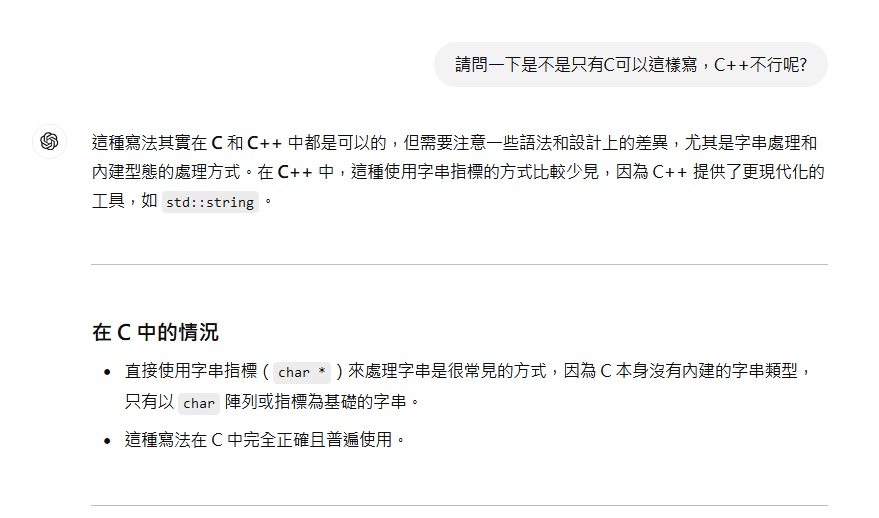 請問一下是不是只有C可以這樣寫，C++不行呢?
這種寫法其實在 C 和 C++ 中都是可以的，但需要注意一些語法和設計上的差異，尤其是字串處理和
內建型態的處理方式。在 C++ 中，這種使用字串指標的方式比較少見，因為 C++ 提供了更現代化的
工具，如 std::string 。
在 C 中的情況
直接使用字串指標 ( char * ) 來處理字串是很常見的方式，因為 C 本身沒有內建的字串類型，
只有以 char 陣列或指標為基礎的字串。
這種寫法在 C 中完全正確且普遍使用。